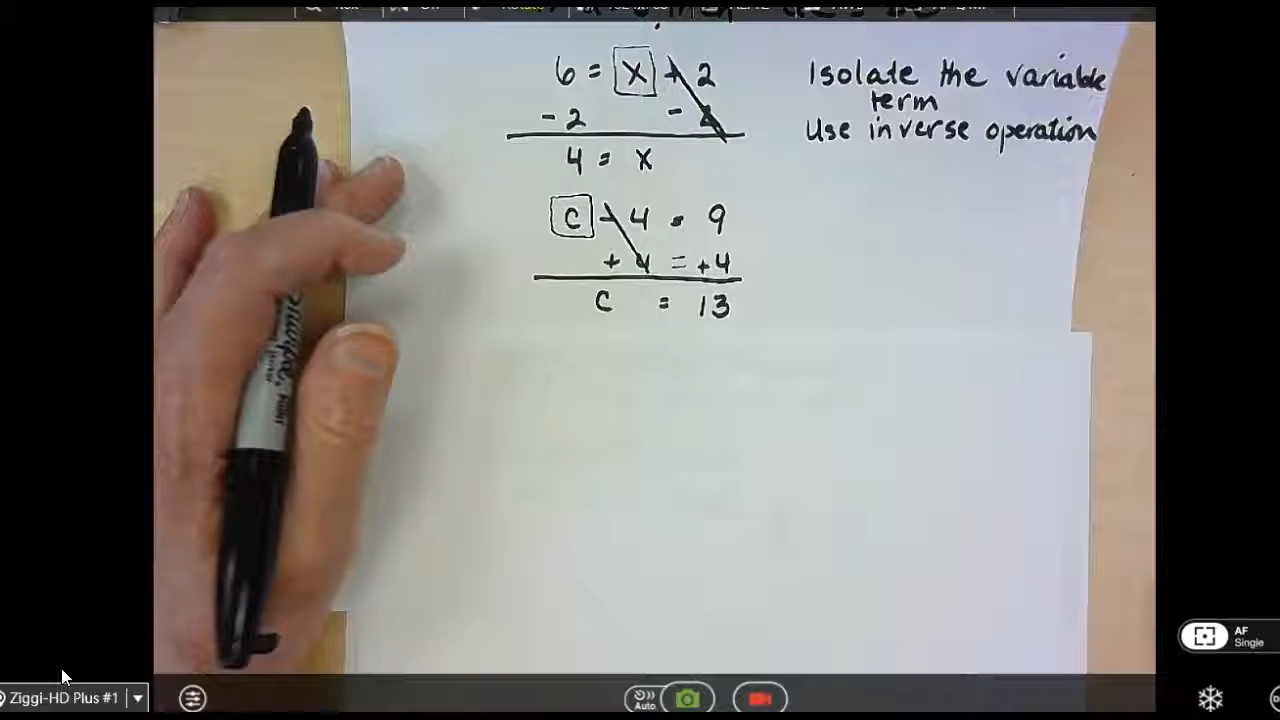 6 = x + 2
- 2 - 2
4 = x
Isolate the variable
term
Use inverse operation
c - 4 = 9
+ 4 = +4
c = 13
Ziggi-HD Plus #1
Auto
AF
Single